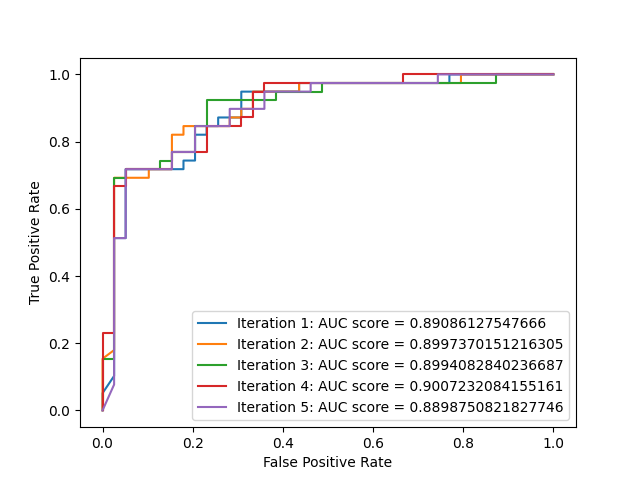 1.0
0.8
0.6
0.4
0.2
0.0
True Positive Rate
Iteration 1: AUC score = 0.89086127547666
Iteration 2: AUC score = 0.8997370151216305
Iteration 3: AUC score = 0.8994082840236687
Iteration 4: AUC score = 0.9007232084155161
Iteration 5: AUC score = 0.8898750821827746
0.0 0.2 0.4 0.6 0.8 1.0
False Positive Rate